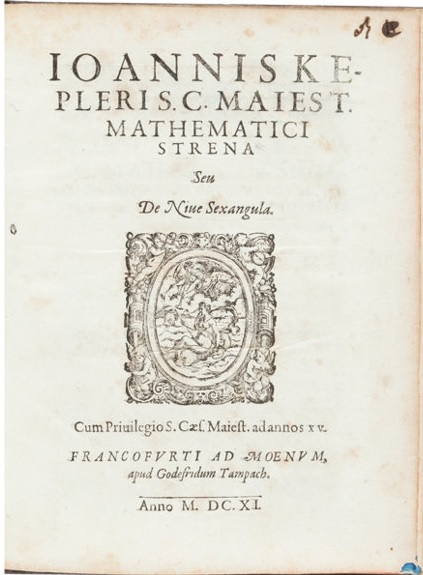 IOANNIS KE-
PLERI S. C. MAIEST.
MATHEMATICI
STRENA
Seu
De Niue Sexangula.
Cum Priuilegio S. Cæs. Maiest. ad annos xv.
FRANCOFVRTI AD MOENVM,
apud Godefridum Tampach.
Anno M. DC. XI.